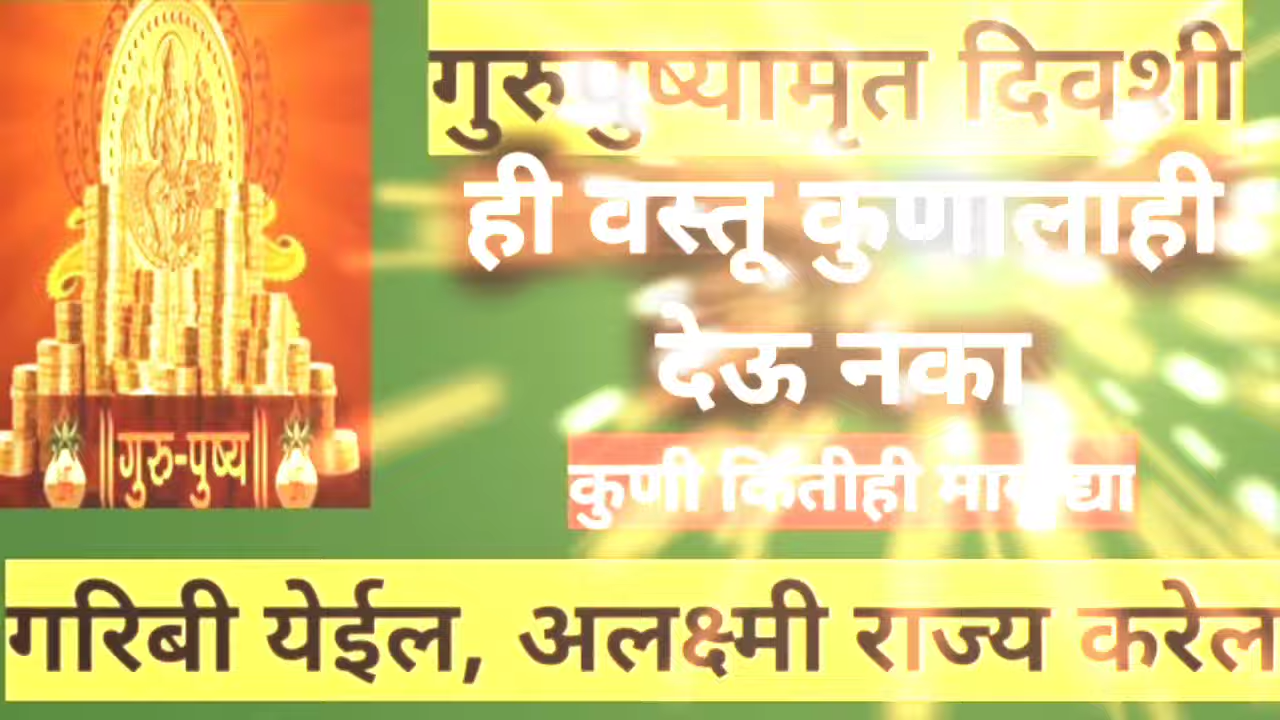 गुरुपुष्यामृत दिवशी
ही वस्तू कुणालाही
देऊ नका
कुणी कितीही मागू द्या
गरिबी येईल, अलक्ष्मी राज्य करेल
॥गुरु-पुष्य॥